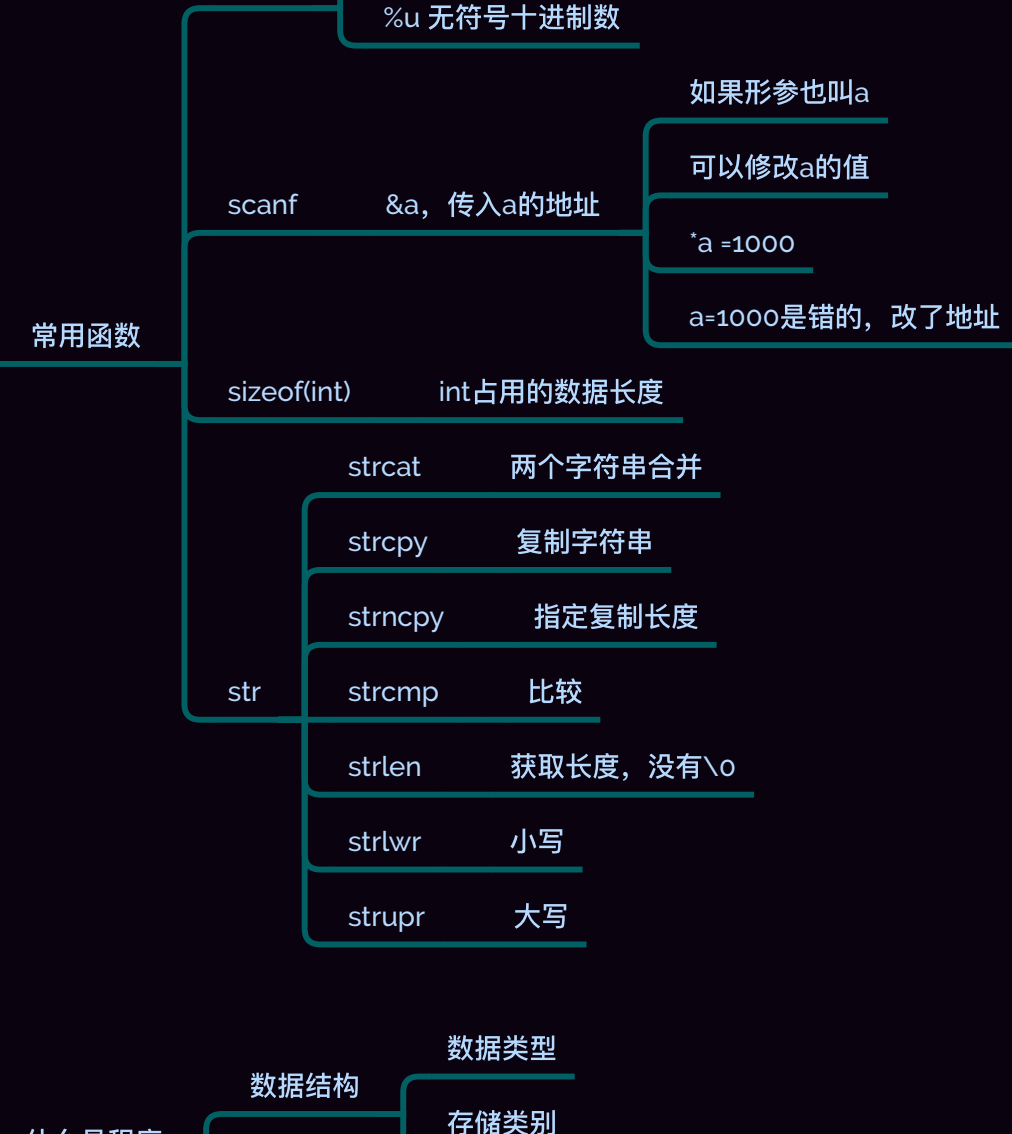 %u 无符号十进制数
如果形参也叫a
可以修改a的值
scanf &a，传入a的地址
*a =1000
a=1000是错的，改了地址
常用函数
sizeof(int) int占用的数据长度
strcat 两个字符串合并
strcpy 复制字符串
strncpy 指定复制长度
str
strcmp 比较
strlen 获取长度，没有\0
strlwr 小写
strupr 大写
数据类型
数据结构
存储类别